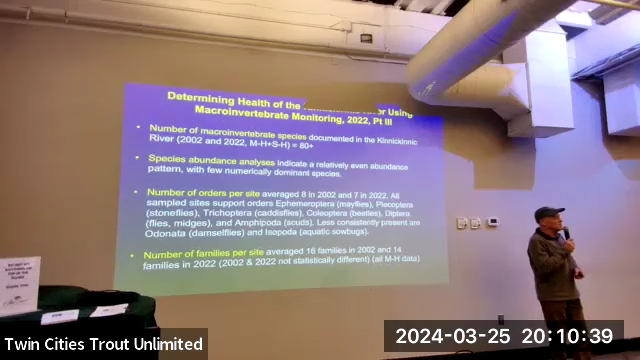 Determining Health of the Kinnickinnic River Using
Macroinvertebrate Monitoring, 2022, Pt III
• Number of macroinvertebrate species documented in the Kinnickinnic
River (2002 and 2022, M-H+S-H) = 80+
• Species abundance analyses indicate a relatively even abundance
pattern, with few numerically dominant species.
• Number of orders per site averaged 8 in 2002 and 7 in 2022. All
sampled sites support orders Ephemeroptera (mayflies), Plecoptera
(stoneflies), Trichoptera (caddisflies), Coleoptera (beetles), Diptera
(flies, midges), and Amphipoda (scuds). Less consistently present are
Odonata (damselflies) and Isopoda (aquatic sowbugs).
• Number of families per site averaged 16 families in 2002 and 14
families in 2022 (2002 & 2022 not statistically different) (all M-H data)
Twin Cities Trout Unlimited
2024-03-25 20:10:39